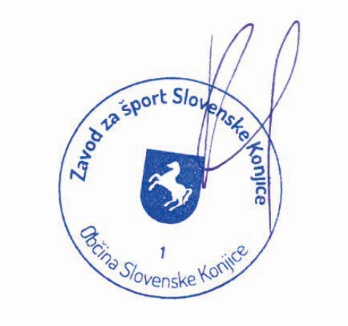 Zavod za šport Slovenske Konjice
1
Občina Slovenske Konjice